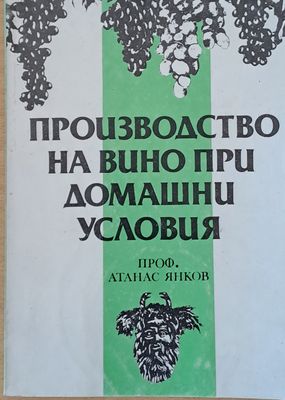 ПРОИЗВОДСТВО
НА ВИНО ПРИ
ДОМАШНИ
УСЛОВИЯ
ПРОФ.
АТАНАС ЯНКОВ